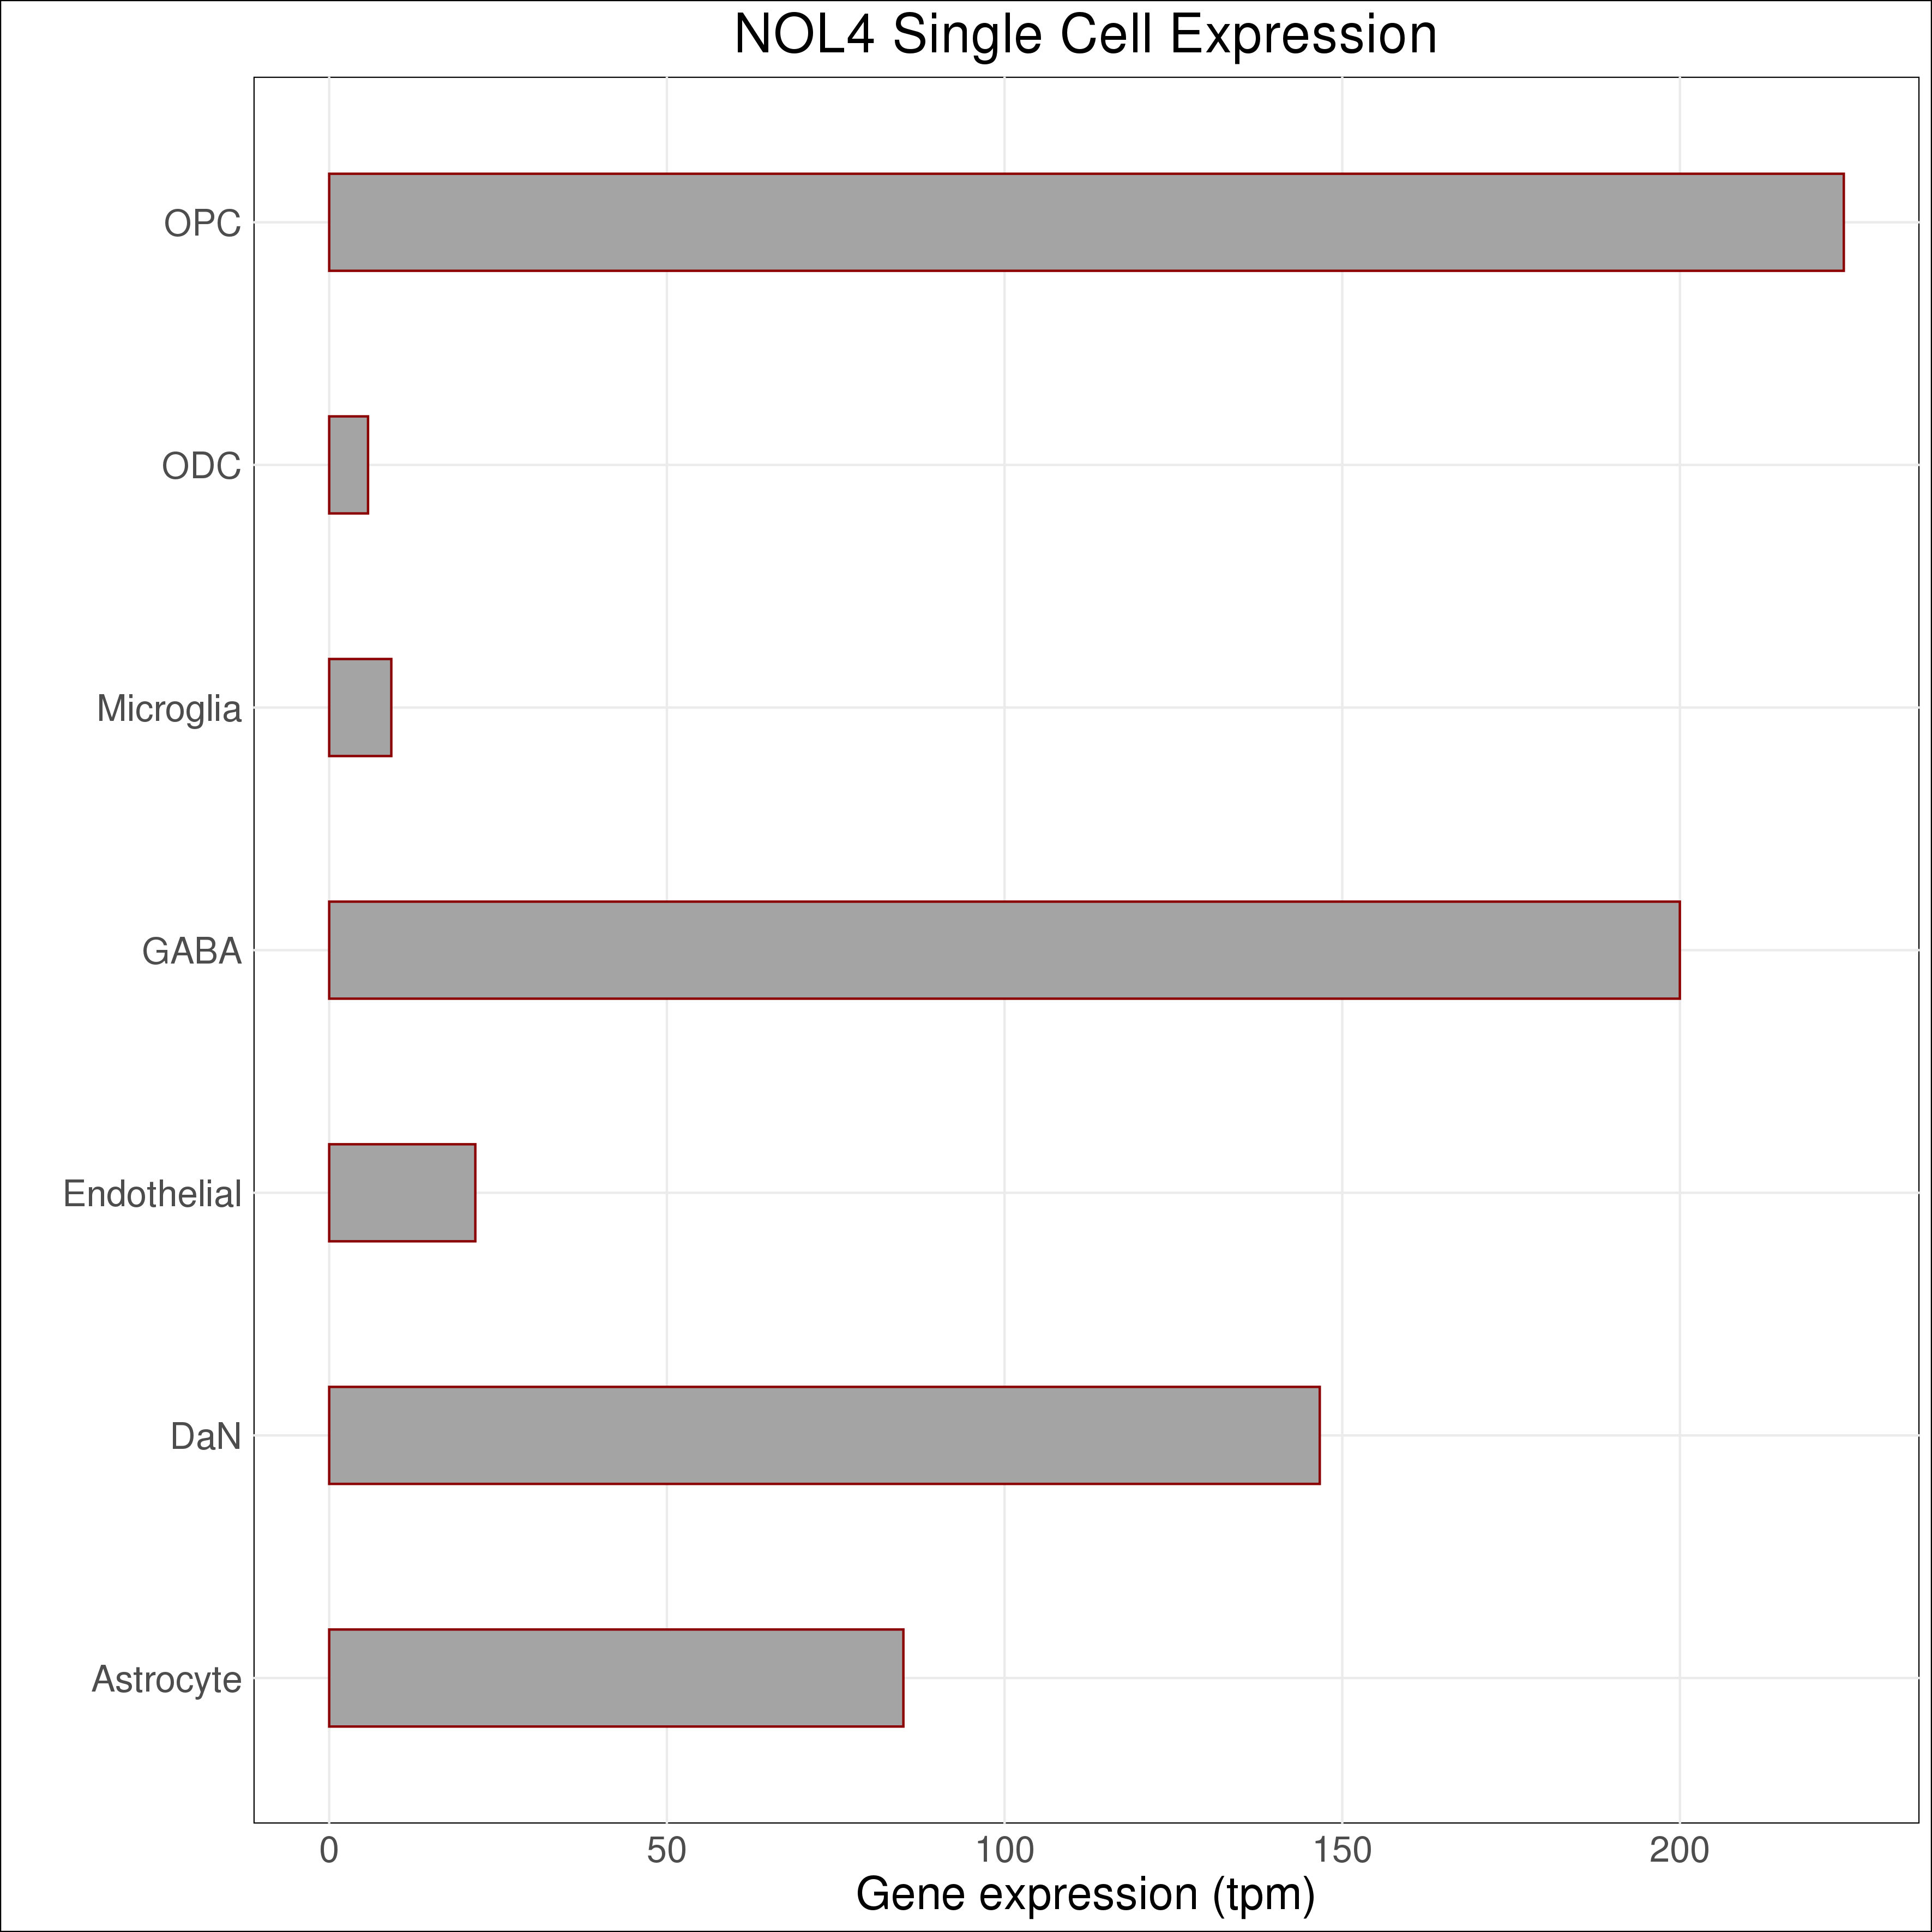 NOL4 Single Cell Expression
OPC
ODC
Microglia
GABA
Endothelial
DaN
Astrocyte
0 50 100 150 200
Gene expression (tpm)